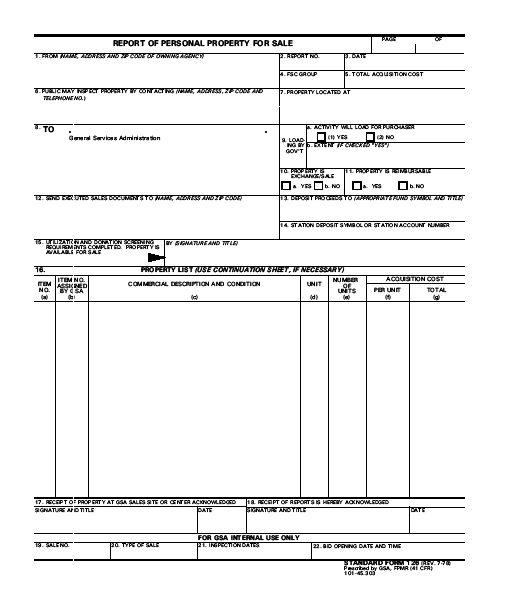 REPORT OF PERSONAL PROPERTY FOR SALE
PAGE OF
1. FROM (NAME, ADDRESS AND ZIP CODE OF OWNING AGENCY)
2. REPORT NO.
3. DATE
4. FSC GROUP
5. TOTAL ACQUISITION COST
6. PUBLIC MAY INSPECT PROPERTY BY CONTACTING (NAME, ADDRESS, ZIP CODE AND
TELEPHONE NO.)
7. PROPERTY LOCATED AT
8. TO
General Services Administration
9. LOAD-
ING BY
GOV'T
a. ACTIVITY WILL LOAD FOR PURCHASER
(1) YES (2) NO
b. EXTENT (IF CHECKED "YES")
10. PROPERTY IS
EXCHANGE/SALE
a. YES b. NO
11. PROPERTY IS REIMBURSABLE
a. YES b. NO
12. SEND EXECUTED SALES DOCUMENTS TO (NAME, ADDRESS AND ZIP CODE)
13. DEPOSIT PROCEEDS TO (APPROPRIATE FUND SYMBOL AND TITLE)
14. STATION DEPOSIT SYMBOL OR STATION ACCOUNT NUMBER
15. UTILIZATION AND DONATION SCREENING
REQUIREMENTS COMPLETED. PROPERTY IS
AVAILABLE FOR SALE
BY (SIGNATURE AND TITLE)
16. PROPERTY LIST (USE CONTINUATION SHEET, IF NECESSARY)
ITEM
NO.
(a)
ITEM NO.
ASSIGNED
BY GSA
(b)
COMMERCIAL DESCRIPTION AND CONDITION
(c)
UNIT
(d)
NUMBER
OF
UNITS
(e)
ACQUISITION COST
PER UNIT
(f)
TOTAL
(g)
17. RECEIPT OF PROPERTY AT GSA SALES SITE OR CENTER ACKNOWLEDGED
18. RECEIPT OF REPORTS IS HEREBY ACKNOWLEDGED
SIGNATURE AND TITLE
DATE
SIGNATURE AND TITLE
DATE
FOR GSA INTERNAL USE ONLY
19. SALE NO.
20. TYPE OF SALE
21. INSPECTION DATES
22. BID OPENING DATE AND TIME
STANDARD FORM 126 (REV. 7-78)
Prescribed by GSA, FPMR (41 CFR)
101-45.303